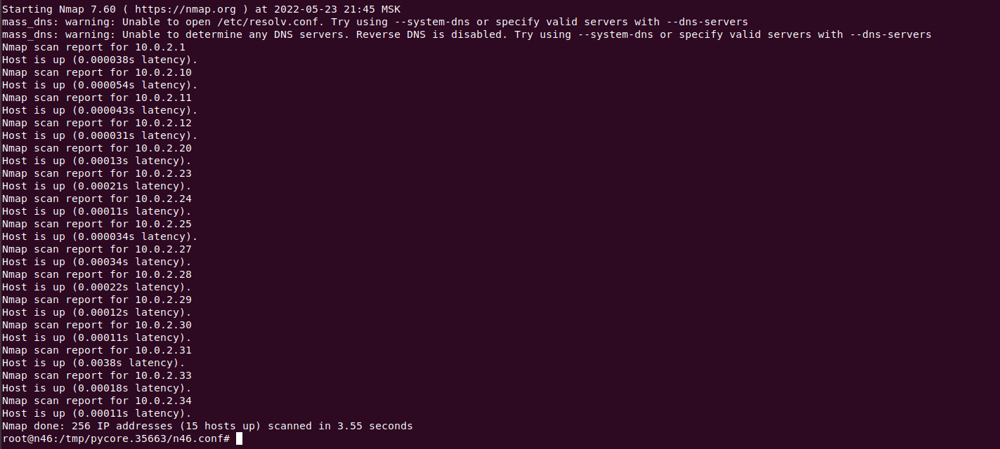 Starting Nmap 7.60 ( https://nmap.org ) at 2022-05-23 21:45 MSK
mass_dns: warning: Unable to open /etc/resolv.conf. Try using --system-dns or specify valid servers with --dns-servers
mass_dns: warning: Unable to determine any DNS servers. Reverse DNS is disabled. Try using --system-dns or specify valid servers with --dns-servers
Nmap scan report for 10.0.2.1
Host is up (0.000038s latency).
Nmap scan report for 10.0.2.10
Host is up (0.000054s latency).
Nmap scan report for 10.0.2.11
Host is up (0.000043s latency).
Nmap scan report for 10.0.2.12
Host is up (0.000031s latency).
Nmap scan report for 10.0.2.20
Host is up (0.00013s latency).
Nmap scan report for 10.0.2.23
Host is up (0.00021s latency).
Nmap scan report for 10.0.2.24
Host is up (0.00011s latency).
Nmap scan report for 10.0.2.25
Host is up (0.000034s latency).
Nmap scan report for 10.0.2.27
Host is up (0.00034s latency).
Nmap scan report for 10.0.2.28
Host is up (0.00022s latency).
Nmap scan report for 10.0.2.29
Host is up (0.00012s latency).
Nmap scan report for 10.0.2.30
Host is up (0.00011s latency).
Nmap scan report for 10.0.2.31
Host is up (0.0038s latency).
Nmap scan report for 10.0.2.33
Host is up (0.00018s latency).
Nmap scan report for 10.0.2.34
Host is up (0.00011s latency).
Nmap done: 256 IP addresses (15 hosts up) scanned in 3.55 seconds
root@n46:/tmp/pycore.35663/n46.conf#